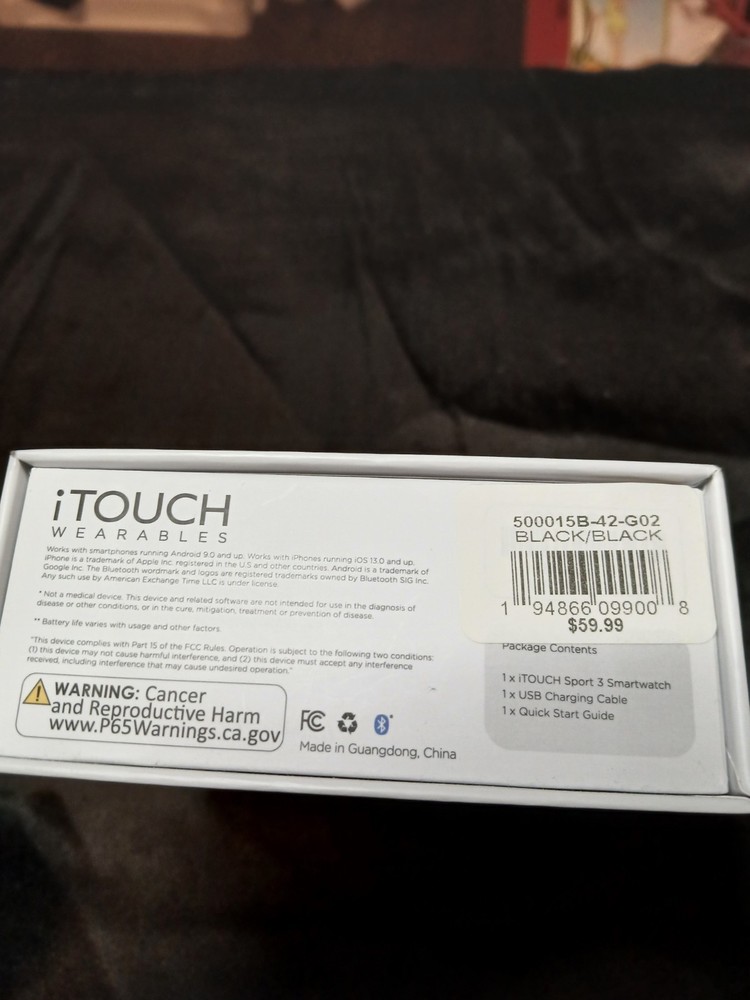 iTOUCH
WEARABLES
Works with smartphones running Android 9.0 and up. Works with iPhones running iOS 13.0 and up.
iPhone is a trademark of Apple Inc. registered in the U.S and other countries. Android is a trademark of
Google Inc. The Bluetooth wordmark and logos are registered trademarks owned by Bluetooth SIG Inc.
Any such use by American Exchange Time LLC is under license.
* Not a medical device. This device and related software are not intended for use in the diagnosis of
disease or other conditions, or in the cure, mitigation, treatment or prevention of disease.
** Battery life varies with usage and other factors.
"This device complies with Part 15 of the FCC Rules. Operation is subject to the following two conditions:
(1) this device may not cause harmful interference, and (2) this device must accept any interference
received, including interference that may cause undesired operation."
WARNING: Cancer
and Reproductive Harm
www.P65Warnings.ca.gov
FC
Made in Guangdong, China
500015B-42-G02
BLACK/BLACK
1 94866 09900 8
$59.99
Package Contents
1 x iTOUCH Sport 3 Smartwatch
1 x USB Charging Cable
1 x Quick Start Guide